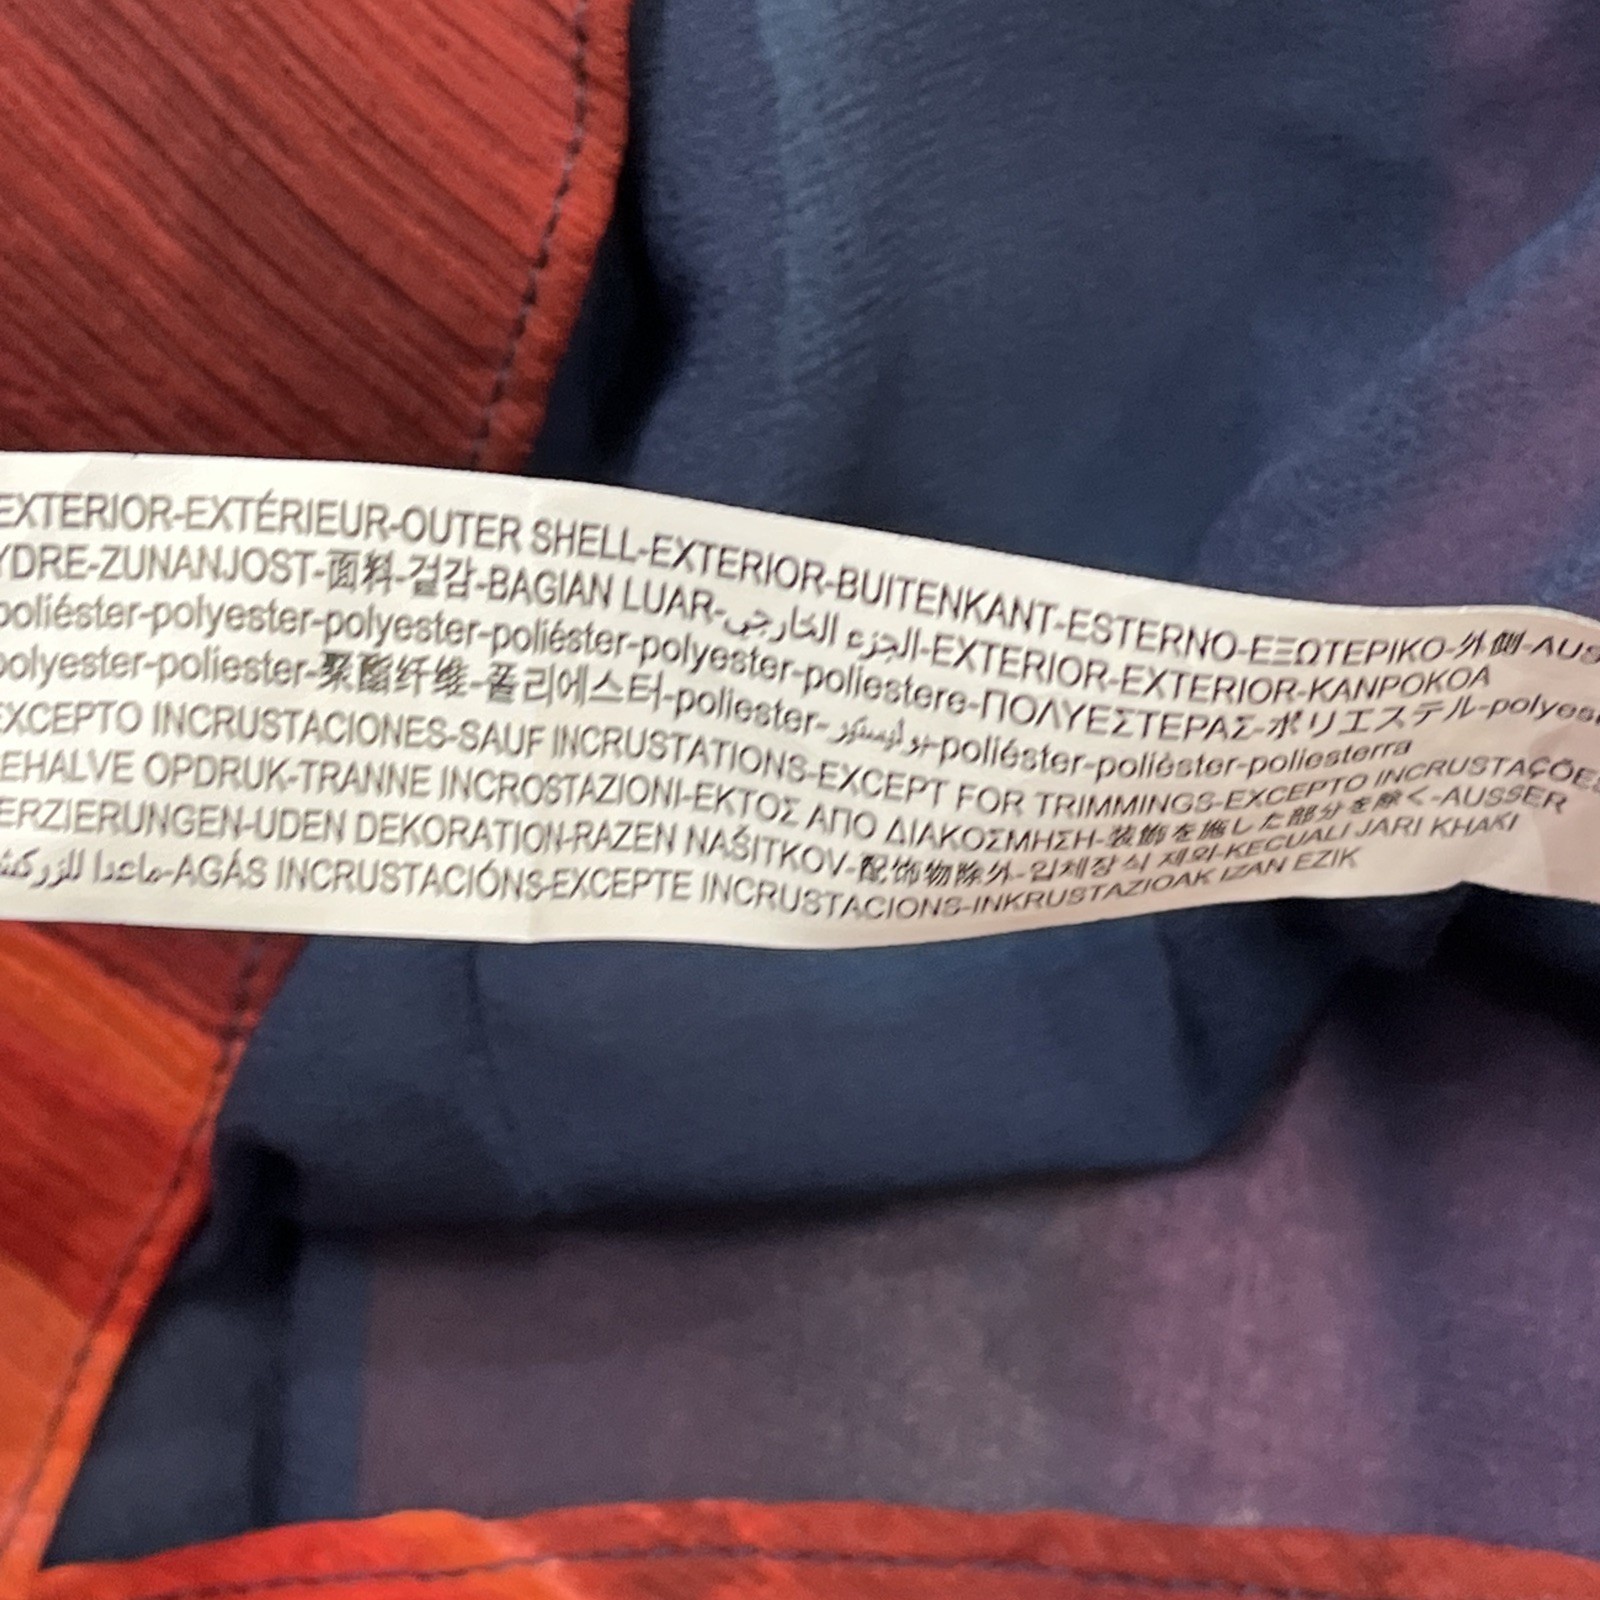 EXTERIOR-EXTÉRIEUR-OUTER SHELL-EXTERIOR-BUITENKANT-ESTERNO-ΕΞΩΤΕΡΙΚΟ-外側-AUS
YDRE-ZUNANJOST-面料-겉감-BAGIAN LUAR-الجزء الخارجي-EXTERIOR-EXTERIOR-KANPOKOA
poliéster-polyester-polyester-poliéster-polyester-poliestere-ΠΟΛΥΕΣΤΕΡΑΣ-ポリエステル-polyes
polyester-poliester-聚酯纤维-폴리에스터-poliester-بوليستر-poliéster-polièster-poliesterra
EXCEPTO INCRUSTACIONES-SAUF INCRUSTATIONS-EXCEPT FOR TRIMMINGS-EXCEPTO INCRUSTAÇÕES
EHALVE OPDRUK-TRANNE INCROSTAZIONI-ΕΚΤΟΣ ΑΠΟ ΔΙΑΚΟΣΜΗΣΗ-装飾を施した部分を除く-AUSSER
ERZIERUNGEN-UDEN DEKORATION-RAZEN NAŠITKOV-配饰物除外-입체장식 제외-KECUALI JARI KHAKI
ماعدا للزركش-AGÁS INCRUSTACIÓNS-EXCEPTE INCRUSTACIONS-INKRUSTAZIOAK IZAN EZIK